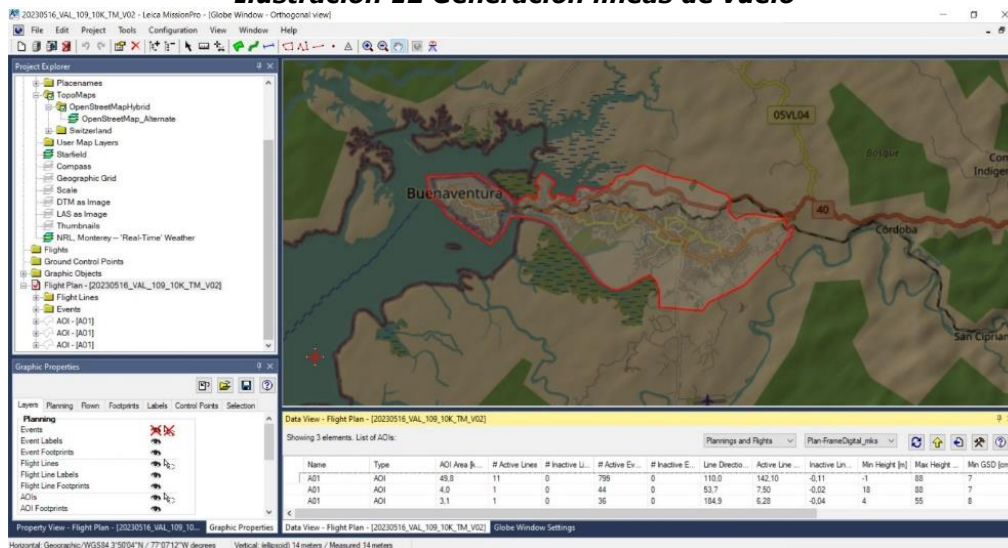 Ilustración 12 Generación líneas de vuelo
20230516_VAL_109_10K_TM_V02 - Leica MissionPro - [Globe Window - Orthogonal view]
File Edit Project Tools Configuration View Window Help
Project Explorer
Placenames
TopoMaps
OpenStreetMapHybrid
OpenStreetMap_Alternate
Switzerland
User Map Layers
Starfield
Compass
Geographic Grid
Scale
DTM as Image
LAS as Image
Thumbnails
NRL, Monterey -- 'Real-Time' Weather
Flights
Ground Control Points
Graphic Objects
Flight Plan - [20230516_VAL_109_10K_TM_V02]
Flight Lines
Events
AOI - [A01]
AOI - [A01]
AOI - [A01]
Buenaventura
05VL04
Bosque
Con
Indíger
40
Córdoba
San Ciprian
Graphic Properties
Layers Planning Flown Footprints Labels Control Points Selection
Planning
Events
Event Labels
Event Footprints
Flight Lines
Flight Line Labels
Flight Line Footprints
AOIs
AOI Footprints
Property View - Flight Plan - [20230516_VAL_109_10... Graphic Properties
Data View - Flight Plan - [20230516_VAL_109_10K_TM_V02]
Showing 3 elements. List of AOIs:
Plannings and Flights Plan-FrameDigital_mks
Name Type AOI Area [k... # Active Lines # Inactive Li... # Active Ev... # Inactive E... Line Directio... Active Line ... Inactive Lin... Min Height [m] Max Height ... Min GSD [cm
A01 AOI 49,8 11 0 799 0 110,0 142,10 -0,11 -1 88 7
A01 AOI 4,0 1 0 44 0 53,7 7,50 -0,02 18 88 7
A01 AOI 3,1 1 0 36 0 184,9 6,28 -0,04 4 55 8
Data View - Flight Plan - [20230516_VAL_109_10K_TM_V02] Globe Window Settings
Horizontal: Geographic/WGS84 3°50'04"N / 77°07'12"W degrees Vertical: (ellipsoid) 14 meters / Measured 14 meters